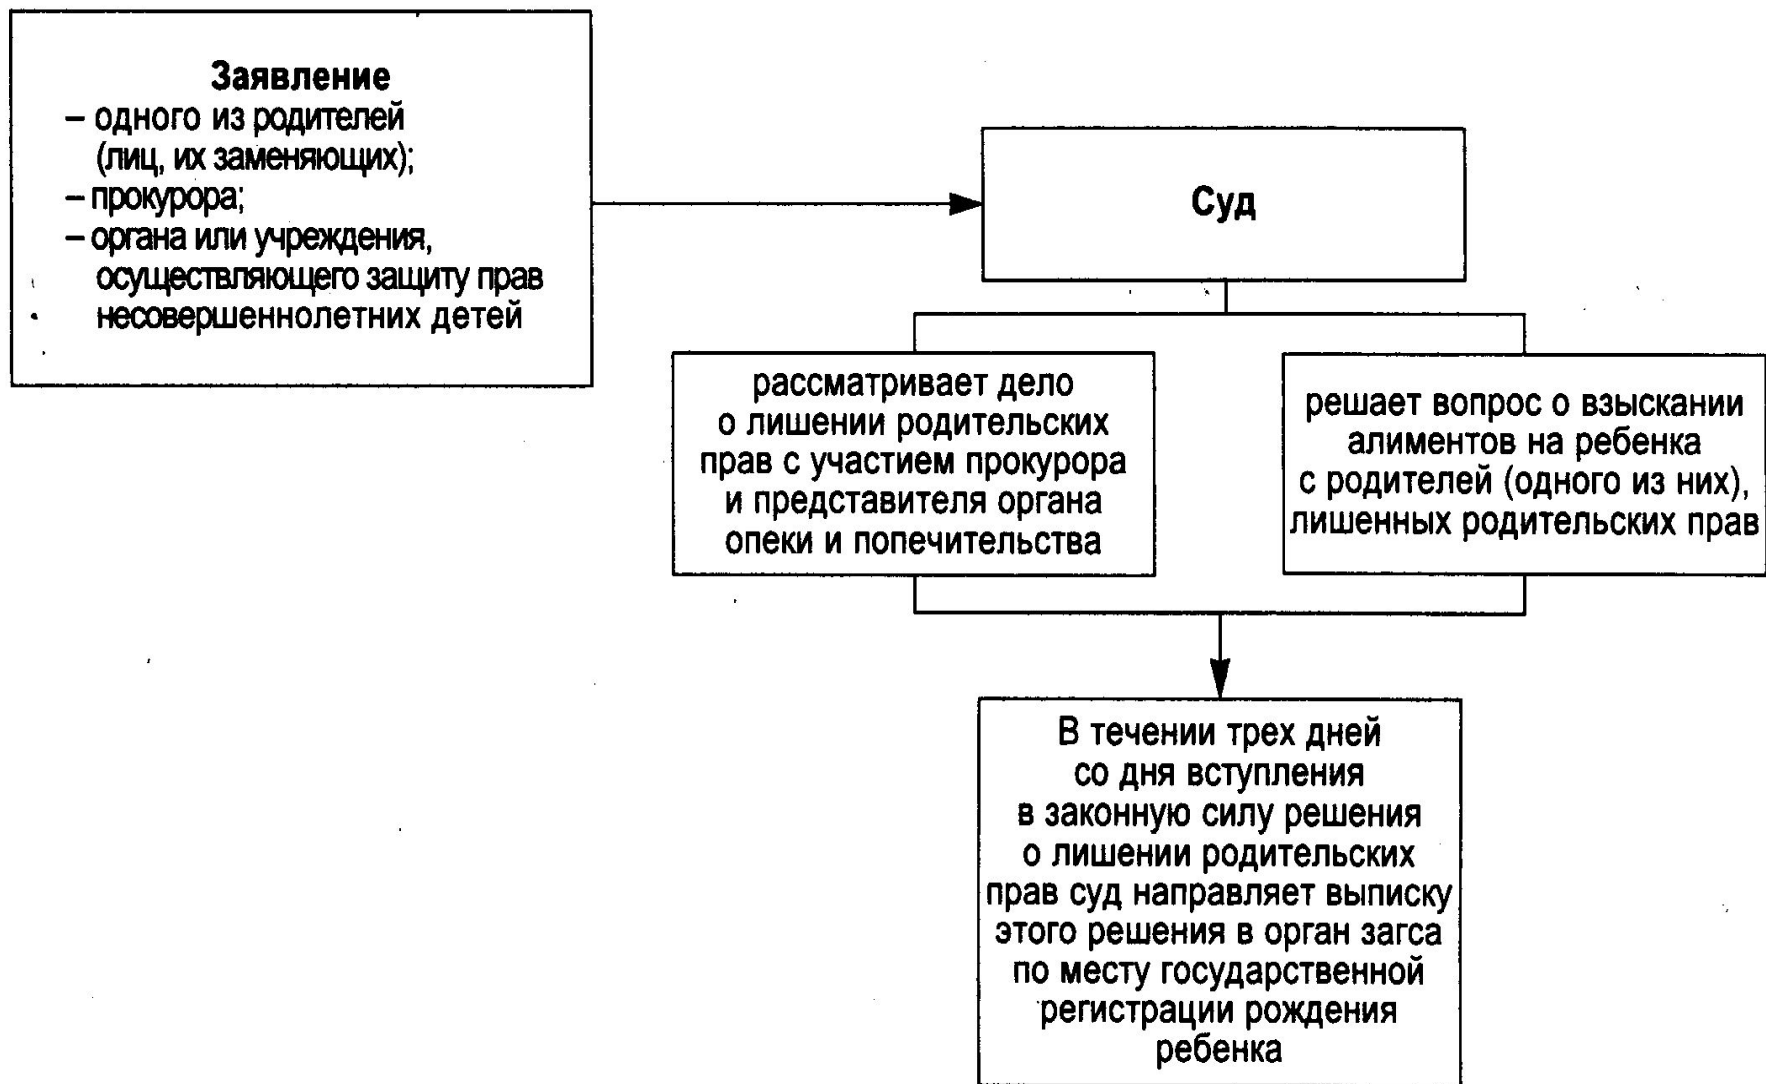 Заявление
– одного из родителей
(лиц, их заменяющих);
– прокурора;
– органа или учреждения,
осуществляющего защиту прав
несовершеннолетних детей
Суд
рассматривает дело
о лишении родительских
прав с участием прокурора
и представителя органа
опеки и попечительства
решает вопрос о взыскании
алиментов на ребенка
с родителей (одного из них),
лишенных родительских прав
В течении трех дней
со дня вступления
в законную силу решения
о лишении родительских
прав суд направляет выписку
этого решения в орган загса
по месту государственной
регистрации рождения
ребенка